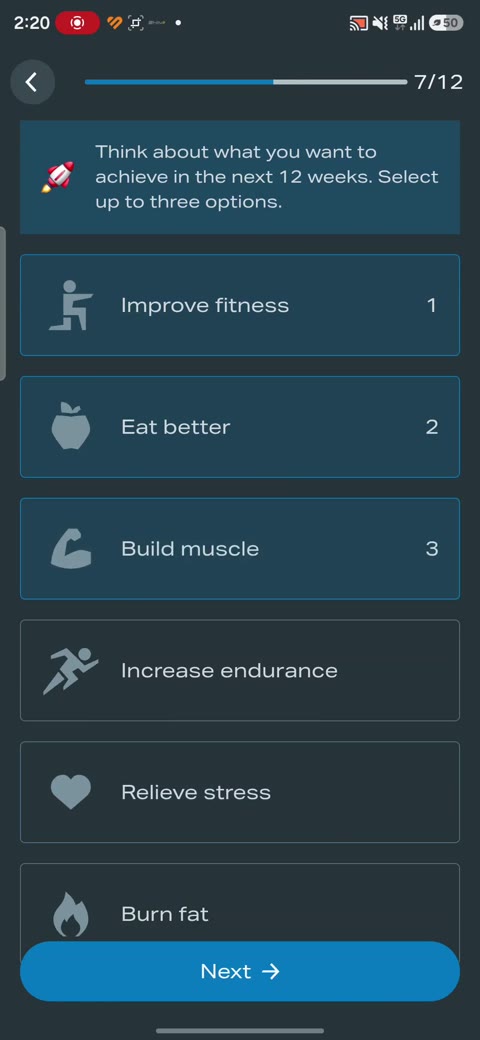 2:20
5G
50
7/12
Think about what you want to
achieve in the next 12 weeks. Select
up to three options.
Improve fitness 1
Eat better 2
Build muscle 3
Increase endurance
Relieve stress
Burn fat
Next →